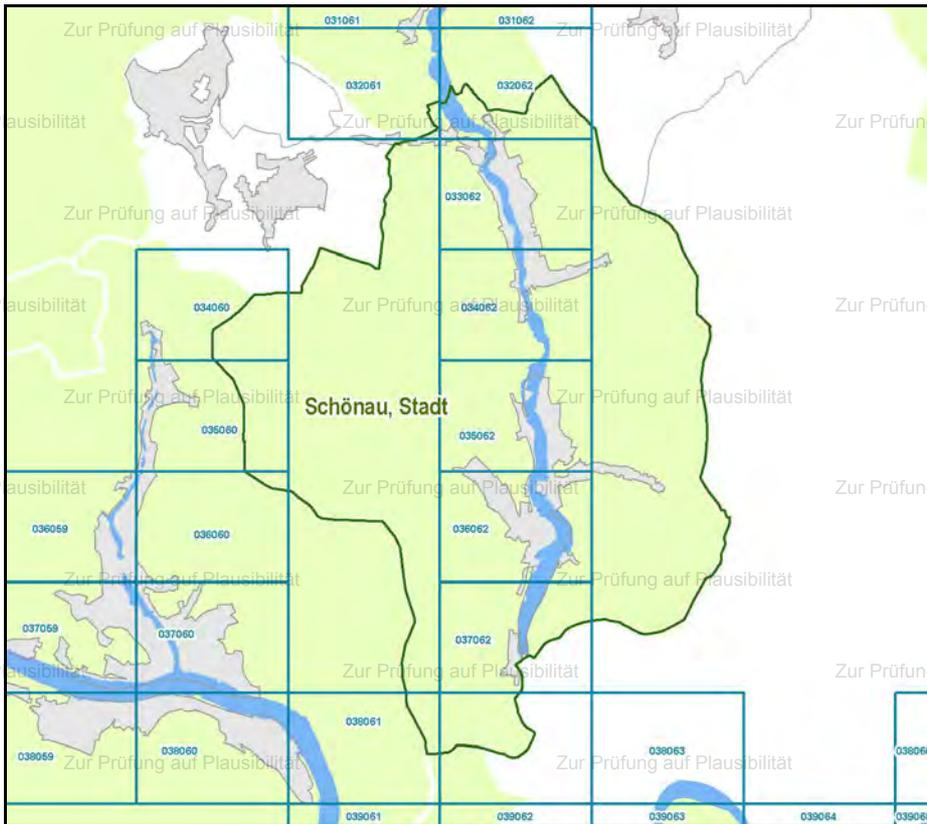 031061 031062
Zur Prüfung auf Plausibilität Zur Prüfung auf Plausibilität
032061 032062
ausibilität Zur Prüfung auf Plausibilität Zur Prüfun
033062
Zur Prüfung auf Plausibilität Zur Prüfung auf Plausibilität
ausibilität Zur Prüfung auf Plausibilität Zur Prüfun
034060 034062
Zur Prüfung auf Plausibilität Zur Prüfung auf Plausibilität
Schönau, Stadt
035060 035062
ausibilität Zur Prüfung auf Plausibilität Zur Prüfun
036059 036060 036062
Zur Prüfung auf Plausibilität Zur Prüfung auf Plausibilität
037059 037060 037062
ausibilität Zur Prüfung auf Plausibilität Zur Prüfun
038061
038059 038060 038063
Zur Prüfung auf Plausibilität Zur Prüfung auf Plausibilität
039061 039062 039063 039064